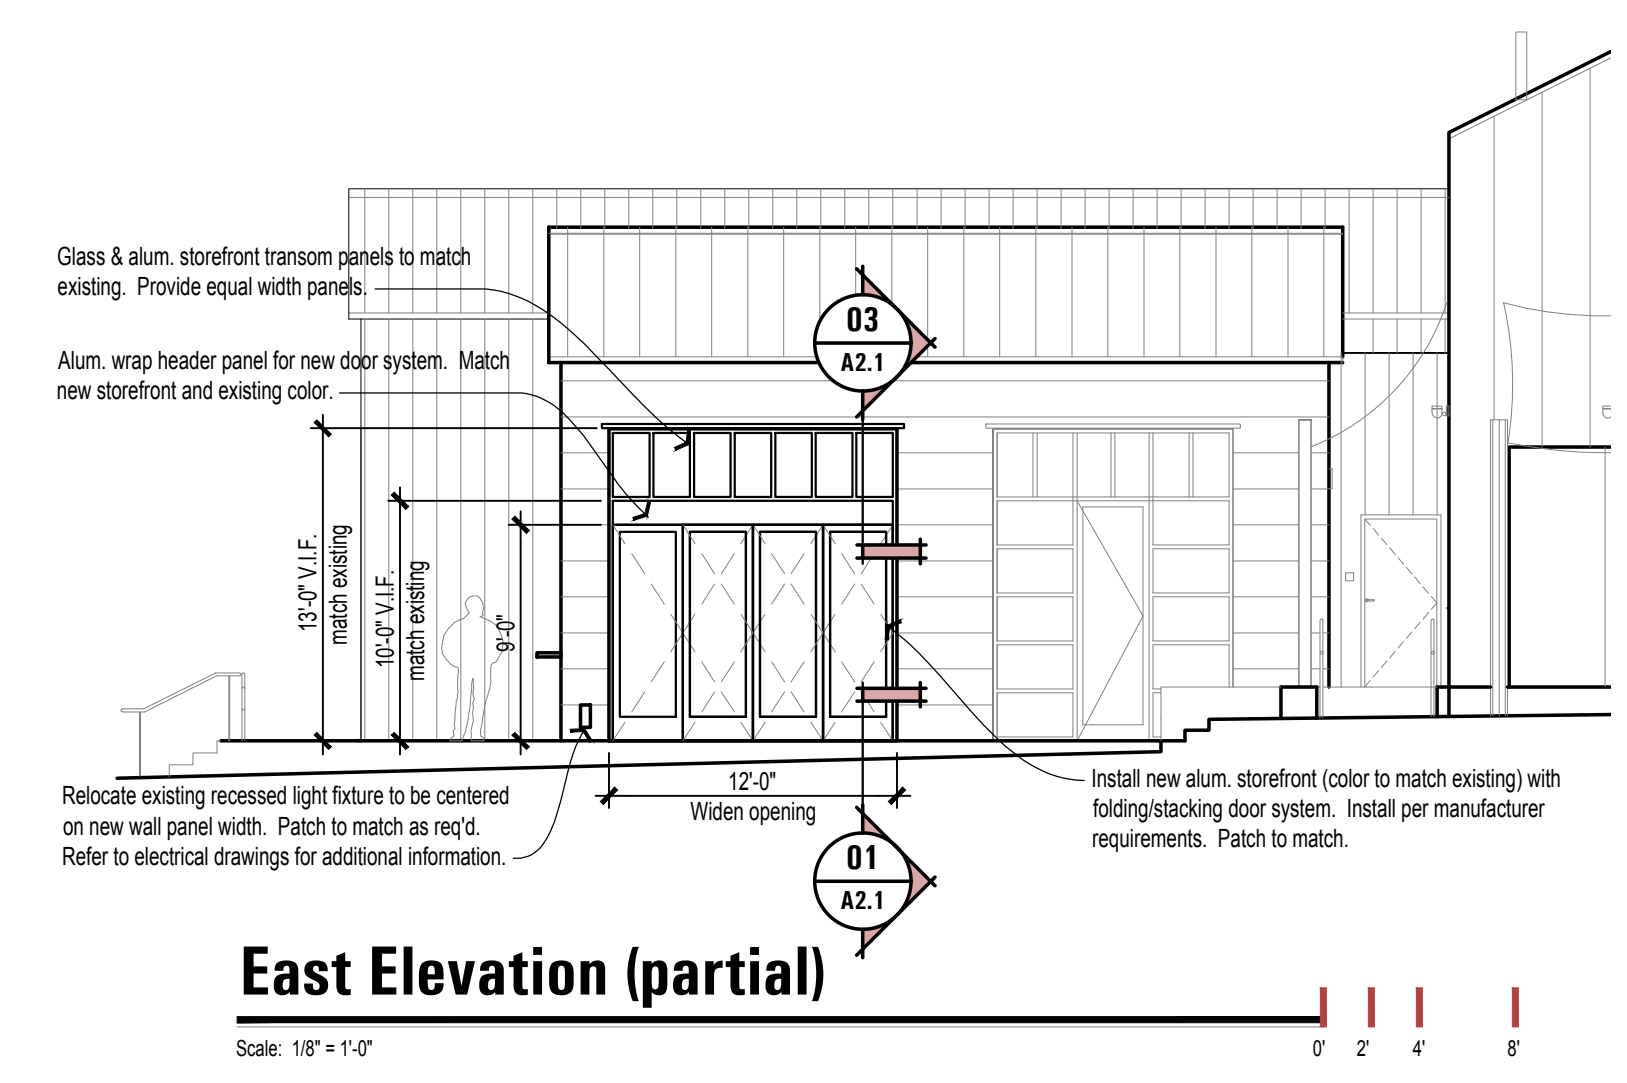 Glass & alum. storefront transom panels to match
existing.  Provide equal width panels.
Alum. wrap header panel for new door system.  Match
new storefront and existing color.
03
A2.1
13'-0" V.I.F.
match existing
10'-0" V.I.F.
match existing
9'-0"
12'-0"
Widen opening
Relocate existing recessed light fixture to be centered
on new wall panel width.  Patch to match as req'd.
Refer to electrical drawings for additional information.
Install new alum. storefront (color to match existing) with
folding/stacking door system.  Install per manufacturer
requirements.  Patch to match.
01
A2.1
East Elevation (partial)
Scale:  1/8" = 1'-0"
0' 2' 4' 8'